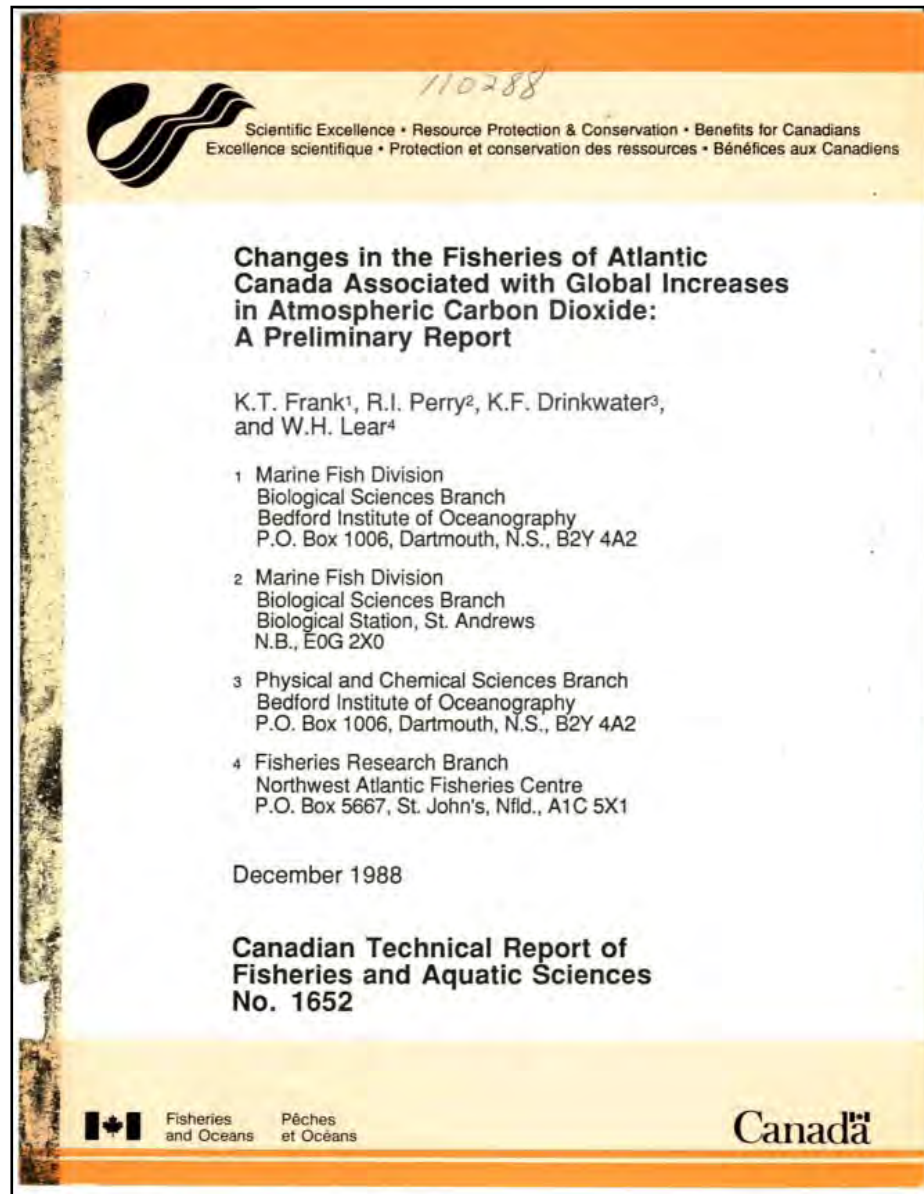 110288
Scientific Excellence • Resource Protection & Conservation • Benefits for Canadians
Excellence scientifique • Protection et conservation des ressources • Bénéfices aux Canadiens
Changes in the Fisheries of Atlantic
Canada Associated with Global Increases
in Atmospheric Carbon Dioxide:
A Preliminary Report
K.T. Frank¹, R.I. Perry², K.F. Drinkwater³,
and W.H. Lear⁴
1 Marine Fish Division
Biological Sciences Branch
Bedford Institute of Oceanography
P.O. Box 1006, Dartmouth, N.S., B2Y 4A2
2 Marine Fish Division
Biological Sciences Branch
Biological Station, St. Andrews
N.B., E0G 2X0
3 Physical and Chemical Sciences Branch
Bedford Institute of Oceanography
P.O. Box 1006, Dartmouth, N.S., B2Y 4A2
4 Fisheries Research Branch
Northwest Atlantic Fisheries Centre
P.O. Box 5667, St. John's, Nfld., A1C 5X1
December 1988
Canadian Technical Report of
Fisheries and Aquatic Sciences
No. 1652
Fisheries Pêches
and Oceans et Océans
Canada